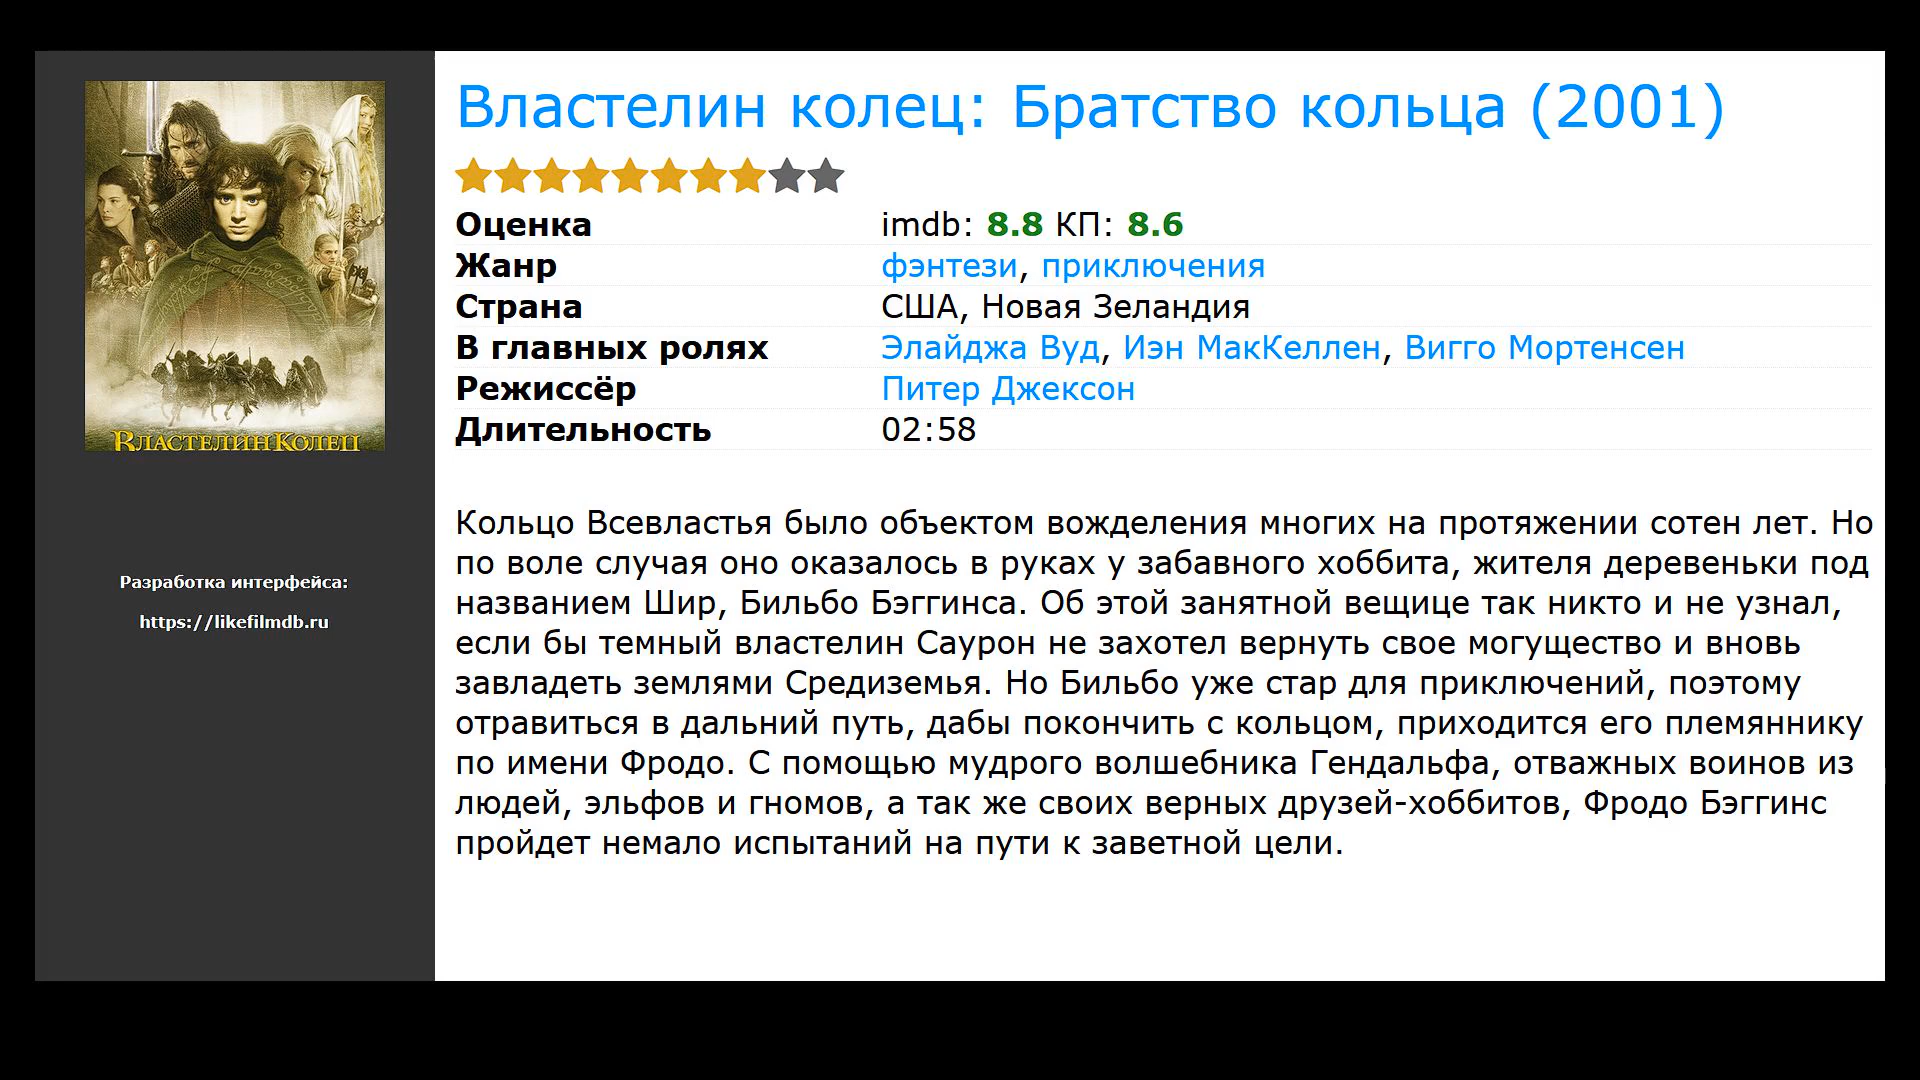 Властелин колец: Братство кольца (2001)
Оценка imdb: 8.8 КП: 8.6
Жанр фэнтези, приключения
Страна США, Новая Зеландия
В главных ролях Элайджа Вуд, Иэн МакКеллен, Вигго Мортенсен
Режиссёр Питер Джексон
Длительность 02:58
Кольцо Всевластья было объектом вожделения многих на протяжении сотен лет. Но
по воле случая оно оказалось в руках у забавного хоббита, жителя деревеньки под
названием Шир, Бильбо Бэггинса. Об этой занятной вещице так никто и не узнал,
если бы темный властелин Саурон не захотел вернуть свое могущество и вновь
завладеть землями Средиземья. Но Бильбо уже стар для приключений, поэтому
отравиться в дальний путь, дабы покончить с кольцом, приходится его племяннику
по имени Фродо. С помощью мудрого волшебника Гендальфа, отважных воинов из
людей, эльфов и гномов, а так же своих верных друзей-хоббитов, Фродо Бэггинс
пройдет немало испытаний на пути к заветной цели.
Властелин Колец
Разработка интерфейса:
https://likefilmdb.ru